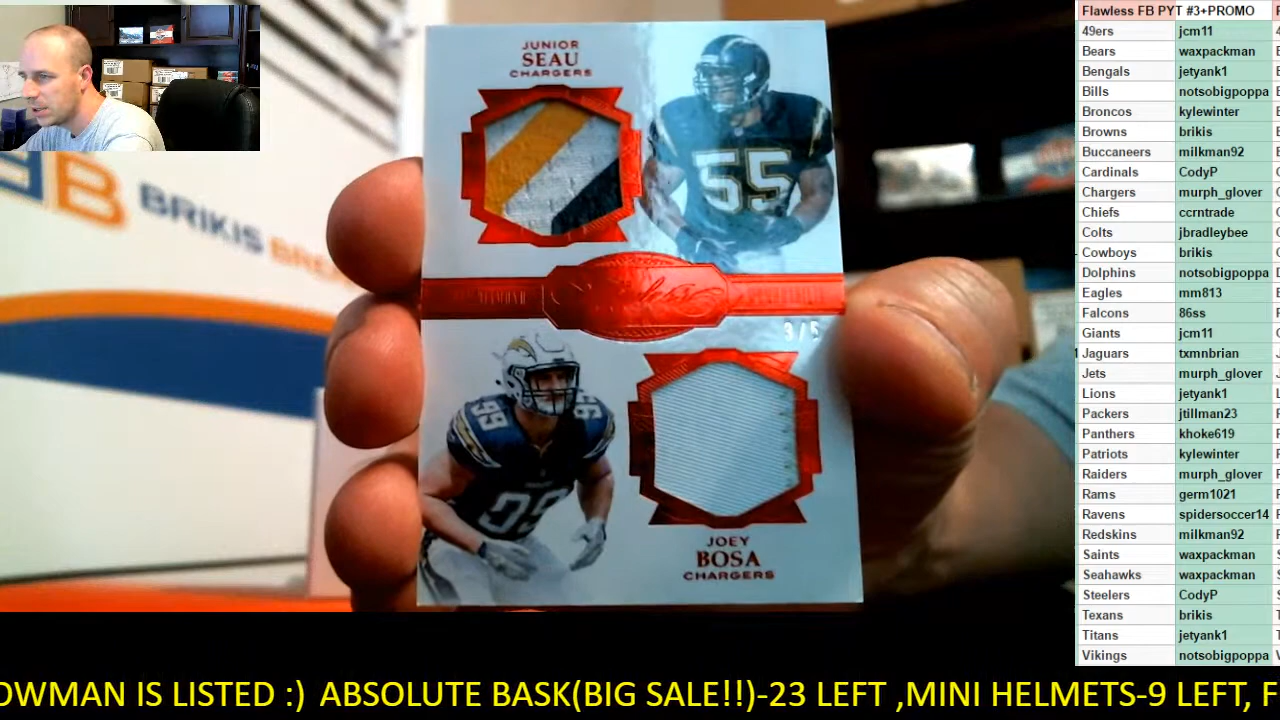 BRIKIS BRE
JUNIOR
SEAU
CHARGERS
55
Flawless
3/5
99
JOEY
BOSA
CHARGERS
Flawless FB PYT #3+PROMO
49ers jcm11
Bears waxpackman
Bengals jetyank1
Bills notsobigpoppa
Broncos kylewinter
Browns brikis
Buccaneers milkman92
Cardinals CodyP
Chargers murph_glover
Chiefs ccrntrade
Colts jbradleybee
Cowboys brikis
Dolphins notsobigpoppa
Eagles mm813
Falcons 86ss
Giants jcm11
Jaguars txmnbrian
Jets murph_glover
Lions jetyank1
Packers jtillman23
Panthers khoke619
Patriots kylewinter
Raiders murph_glover
Rams germ1021
Ravens spidersoccer14
Redskins milkman92
Saints waxpackman
Seahawks waxpackman
Steelers CodyP
Texans brikis
Titans jetyank1
Vikings notsobigpoppa
OWMAN IS LISTED :) ABSOLUTE BASK(BIG SALE!!)-23 LEFT ,MINI HELMETS-9 LEFT, F